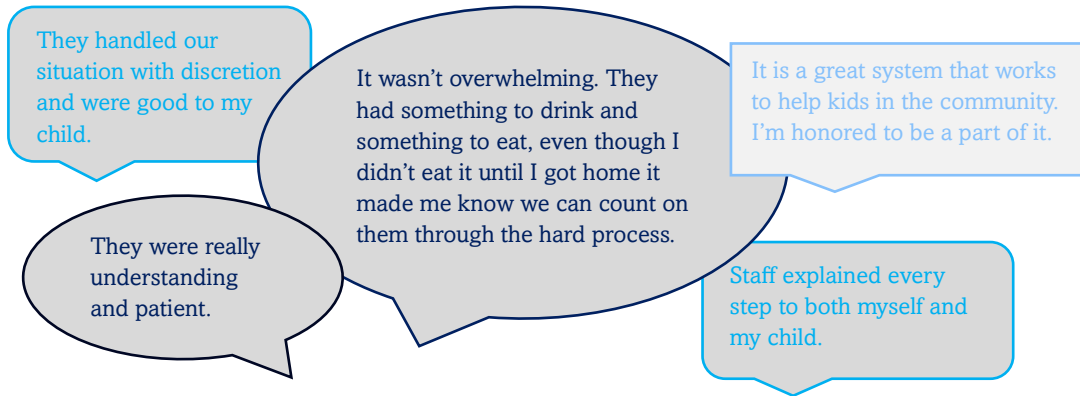 They handled our
situation with discretion
and were good to my
child.
It wasn’t overwhelming. They
had something to drink and
something to eat, even though I
didn’t eat it until I got home it
made me know we can count on
them through the hard process.
It is a great system that works
to help kids in the community.
I’m honored to be a part of it.
They were really
understanding
and patient.
Staff explained every
step to both myself and
my child.